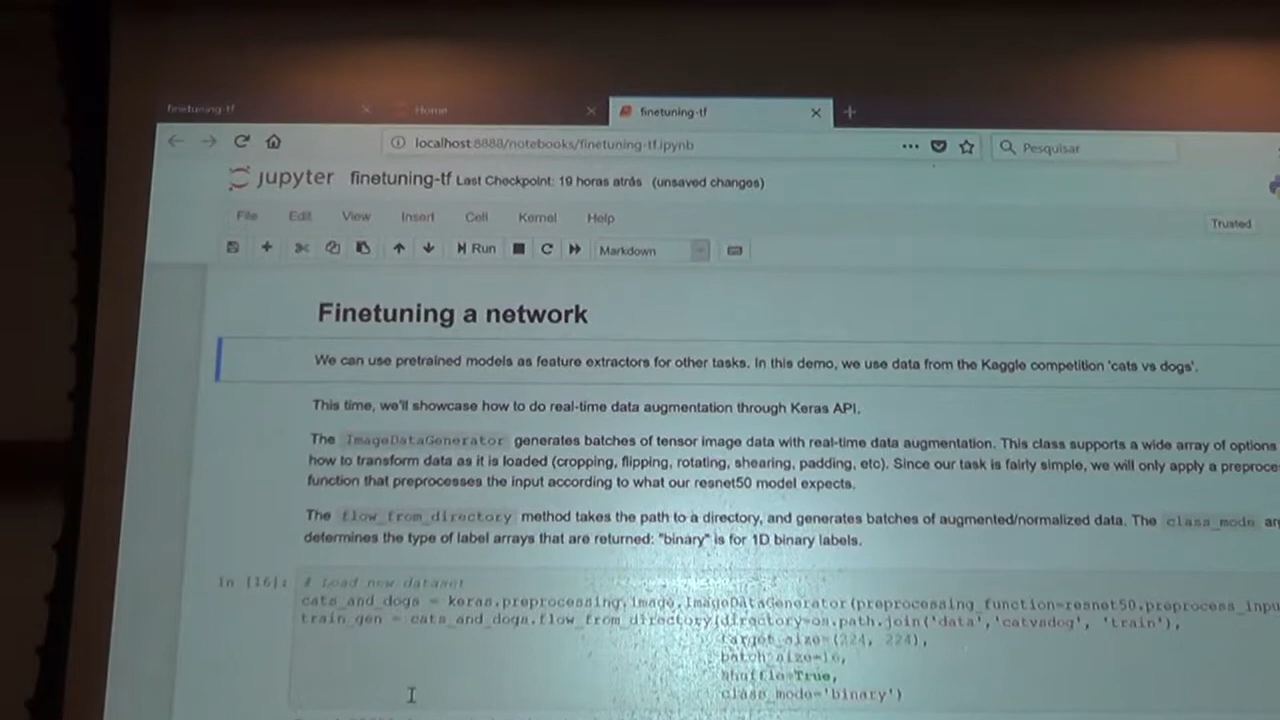 finetuning-tf
Home
finetuning-tf
localhost:8888/notebooks/finetuning-tf.ipynb
Pesquisar
jupyter finetuning-tf Last Checkpoint: 19 horas atrás (unsaved changes)
File Edit View Insert Cell Kernel Help
Trusted
Run
Markdown
Finetuning a network
We can use pretrained models as feature extractors for other tasks. In this demo, we use data from the Kaggle competition 'cats vs dogs'.
This time, we'll showcase how to do real-time data augmentation through Keras API.
The ImageDataGenerator generates batches of tensor image data with real-time data augmentation. This class supports a wide array of options
how to transform data as it is loaded (cropping, flipping, rotating, shearing, padding, etc). Since our task is fairly simple, we will only apply a preproce
function that preprocesses the input according to what our resnet50 model expects.
The flow_from_directory method takes the path to a directory, and generates batches of augmented/normalized data. The class_mode ar
determines the type of label arrays that are returned: "binary" is for 1D binary labels.
In [16]: # Load new dataset
cats_and_dogs = keras.preprocessing.image.ImageDataGenerator(preprocessing_function=resnet50.preprocess_inpu
train_gen = cats_and_dogs.flow_from_directory(directory=os.path.join('data','catvsdog', 'train'),
target_size=(224, 224),
batch_size=16,
shuffle=True,
class_mode='binary')